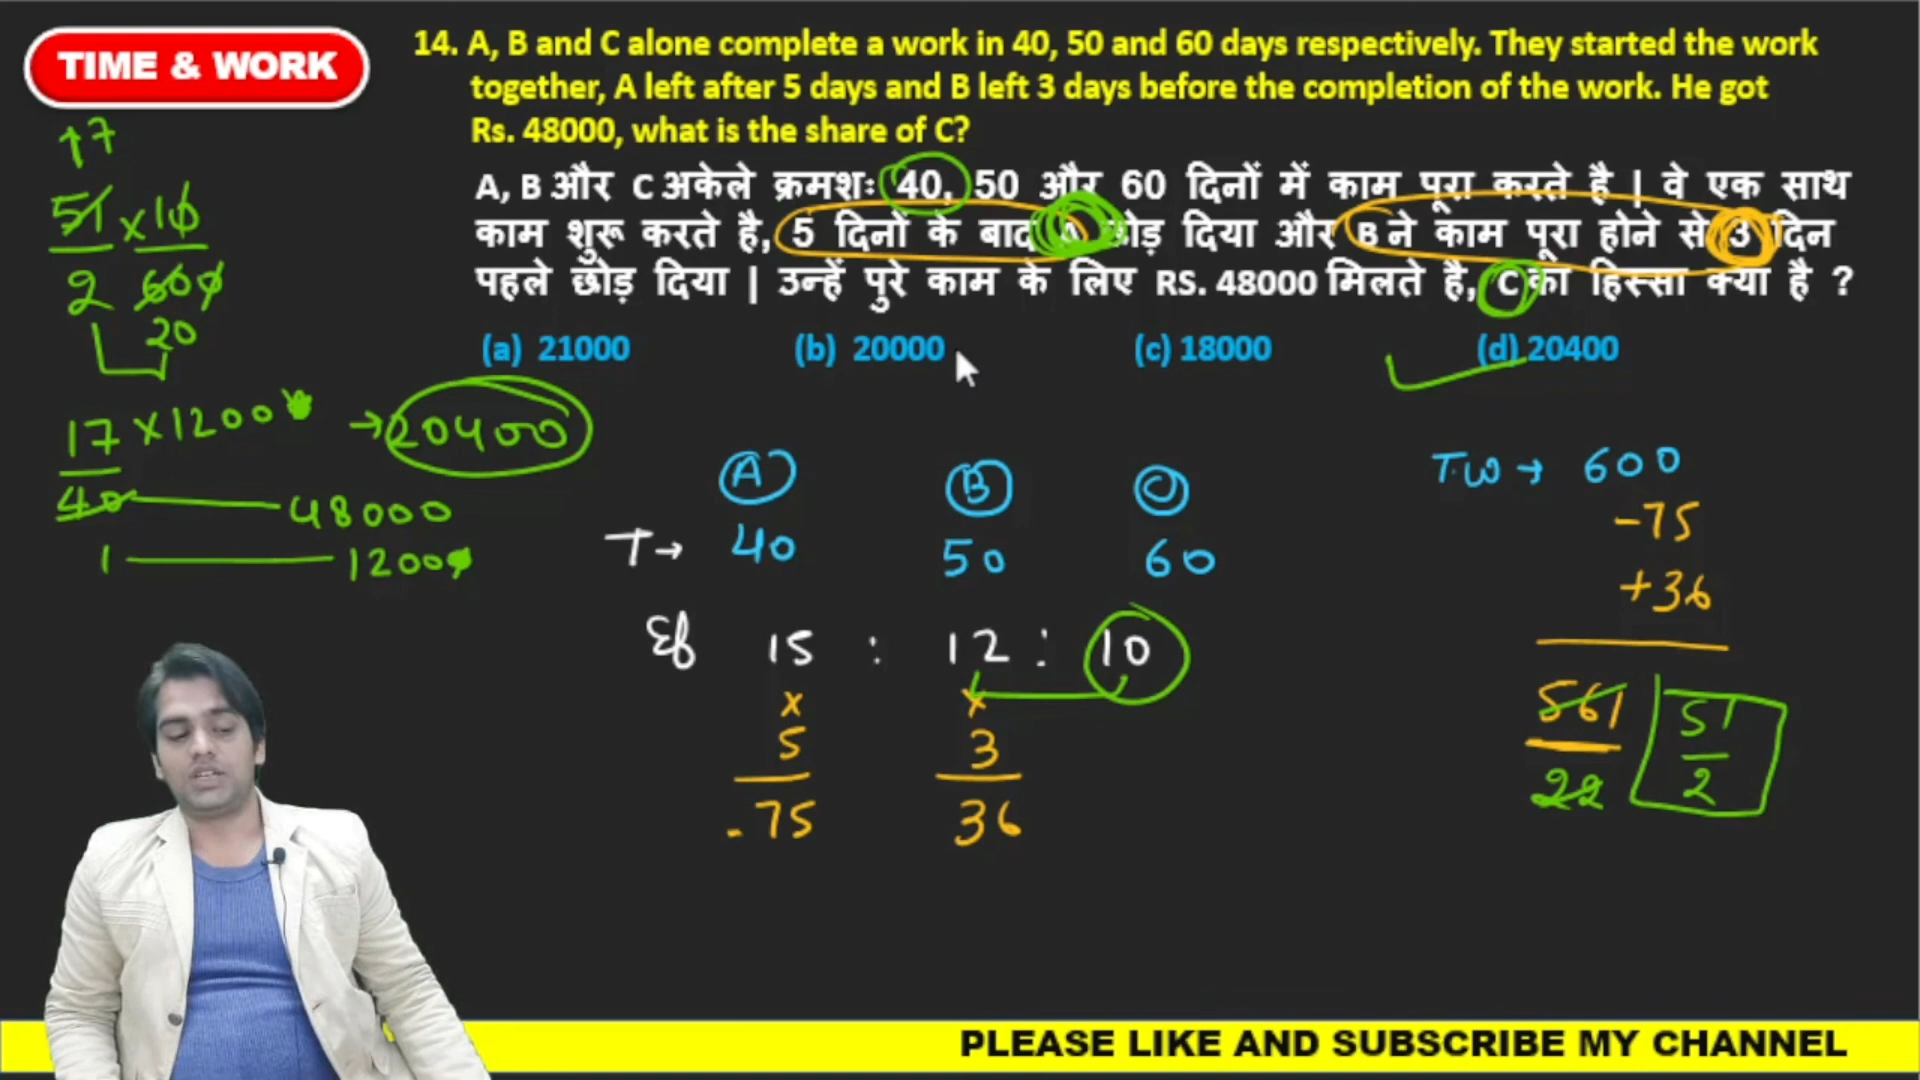 TIME & WORK
14. A, B and C alone complete a work in 40, 50 and 60 days respectively. They started the work
together, A left after 5 days and B left 3 days before the completion of the work. He got
Rs. 48000, what is the share of C?
A, B और C अकेले क्रमशः 40, 50 और 60 दिनों में काम पूरा करते है | वे एक साथ
काम शुरू करते है, 5 दिनों के बाद A छोड़ दिया और B ने काम पूरा होने से 3 दिन
पहले छोड़ दिया | उन्हें पुरे काम के लिए RS. 48000 मिलते है, C का हिस्सा क्या है ?
(a) 21000 (b) 20000 (c) 18000 (d) 20400
17
51 × 10
2 600
20
17 × 1200 → 20400
40 48000
1 1200
A B C
T → 40 50 60
Ef 15 : 12 : 10
× ×
5 3
-75 36
T.W → 600
-75
+36
561 51
22 2
PLEASE LIKE AND SUBSCRIBE MY CHANNEL